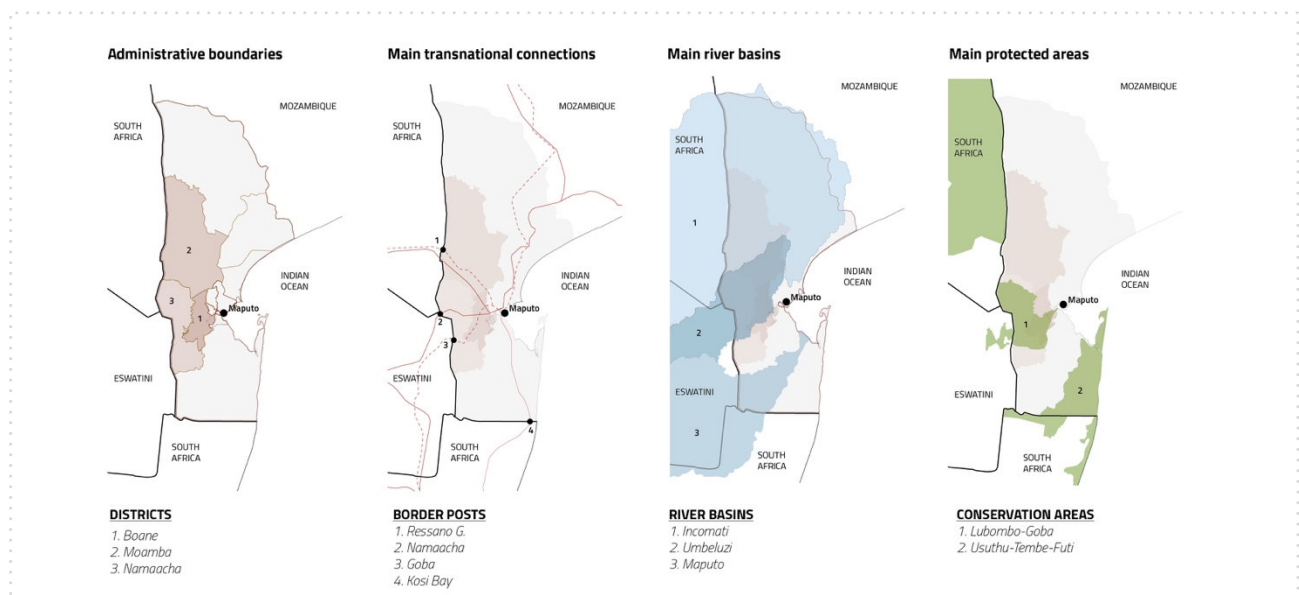 Administrative boundaries
MOZAMBIQUE
SOUTH
AFRICA
2
3
INDIAN
OCEAN
Maputo
1
ESWATINI
SOUTH
AFRICA
DISTRICTS
1. Boane
2. Moamba
3. Namaacha
Main transnational connections
MOZAMBIQUE
SOUTH
AFRICA
1
INDIAN
OCEAN
Maputo
2
3
ESWATINI
4
SOUTH
AFRICA
BORDER POSTS
1. Ressano G.
2. Namaacha
3. Goba
4. Kosi Bay
Main river basins
MOZAMBIQUE
SOUTH
AFRICA
1
INDIAN
OCEAN
Maputo
2
ESWATINI
3
SOUTH
AFRICA
RIVER BASINS
1. Incomati
2. Umbeluzi
3. Maputo
Main protected areas
MOZAMBIQUE
SOUTH
AFRICA
INDIAN
OCEAN
Maputo
1
ESWATINI
2
SOUTH
AFRICA
CONSERVATION AREAS
1. Lubombo-Goba
2. Usuthu-Tembe-Futi